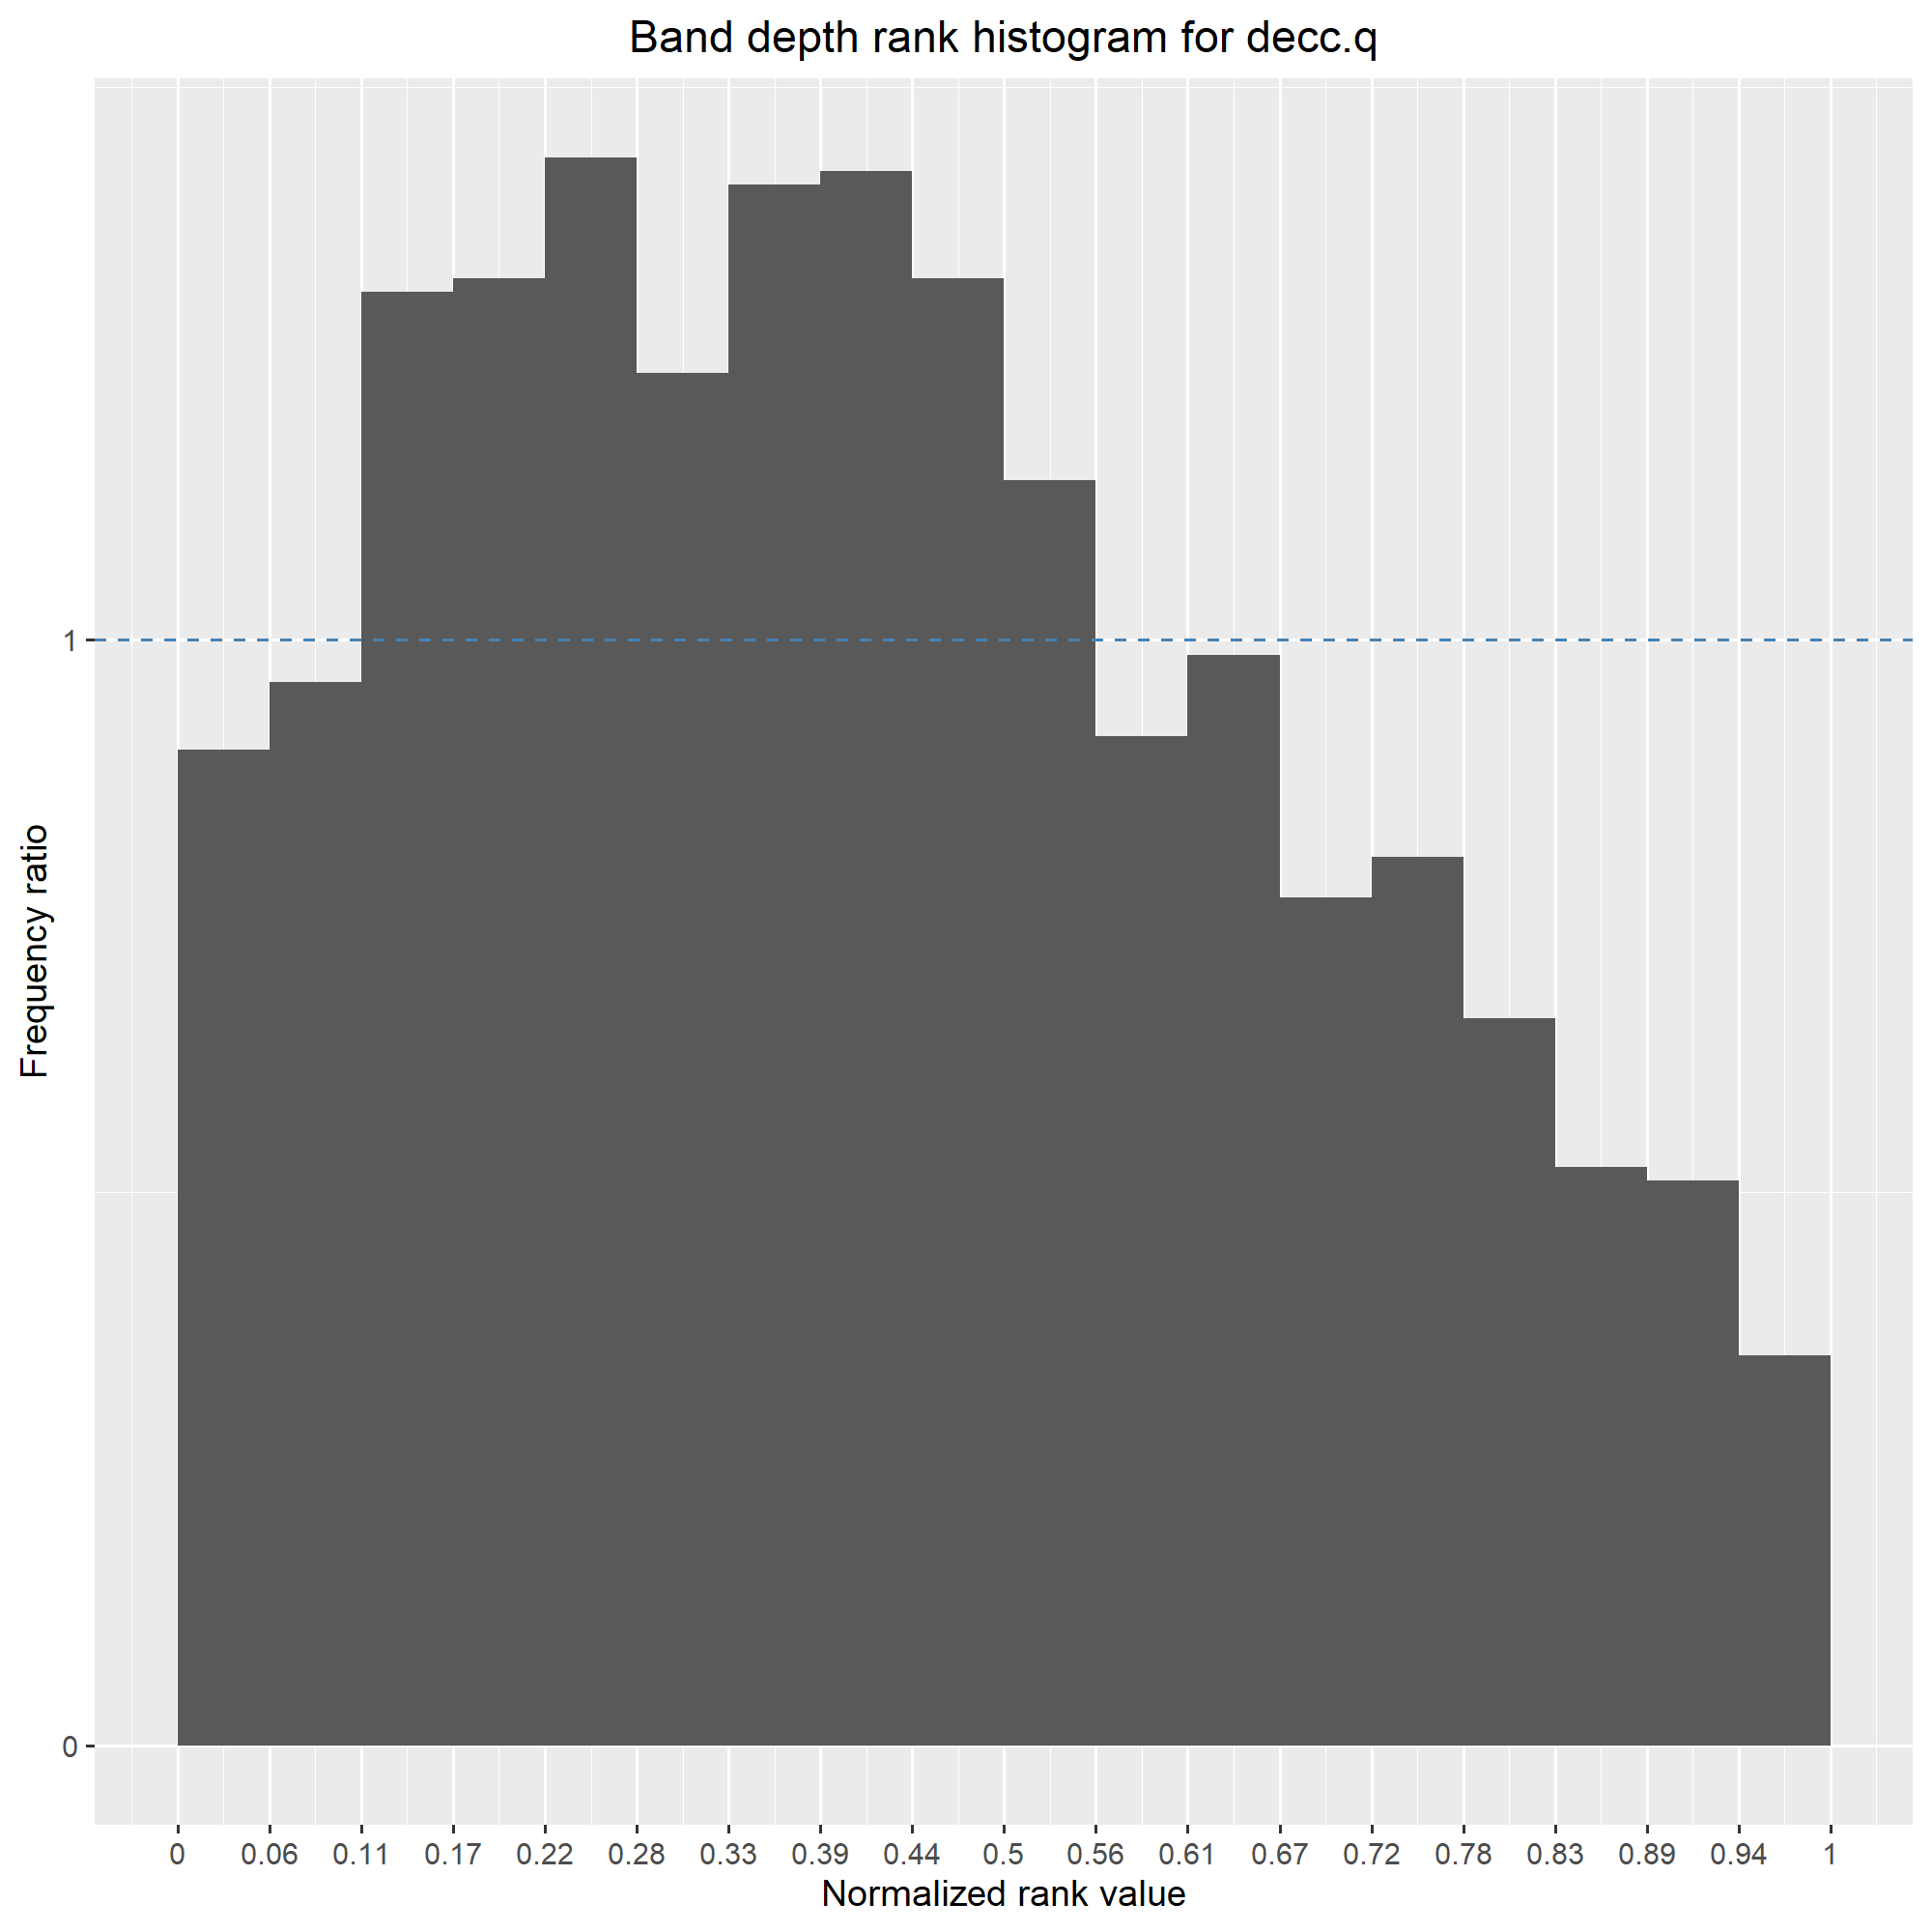 Band depth rank histogram for decc.q
Frequency ratio
1
0
0 0.06 0.11 0.17 0.22 0.28 0.33 0.39 0.44 0.5 0.56 0.61 0.67 0.72 0.78 0.83 0.89 0.94 1
Normalized rank value